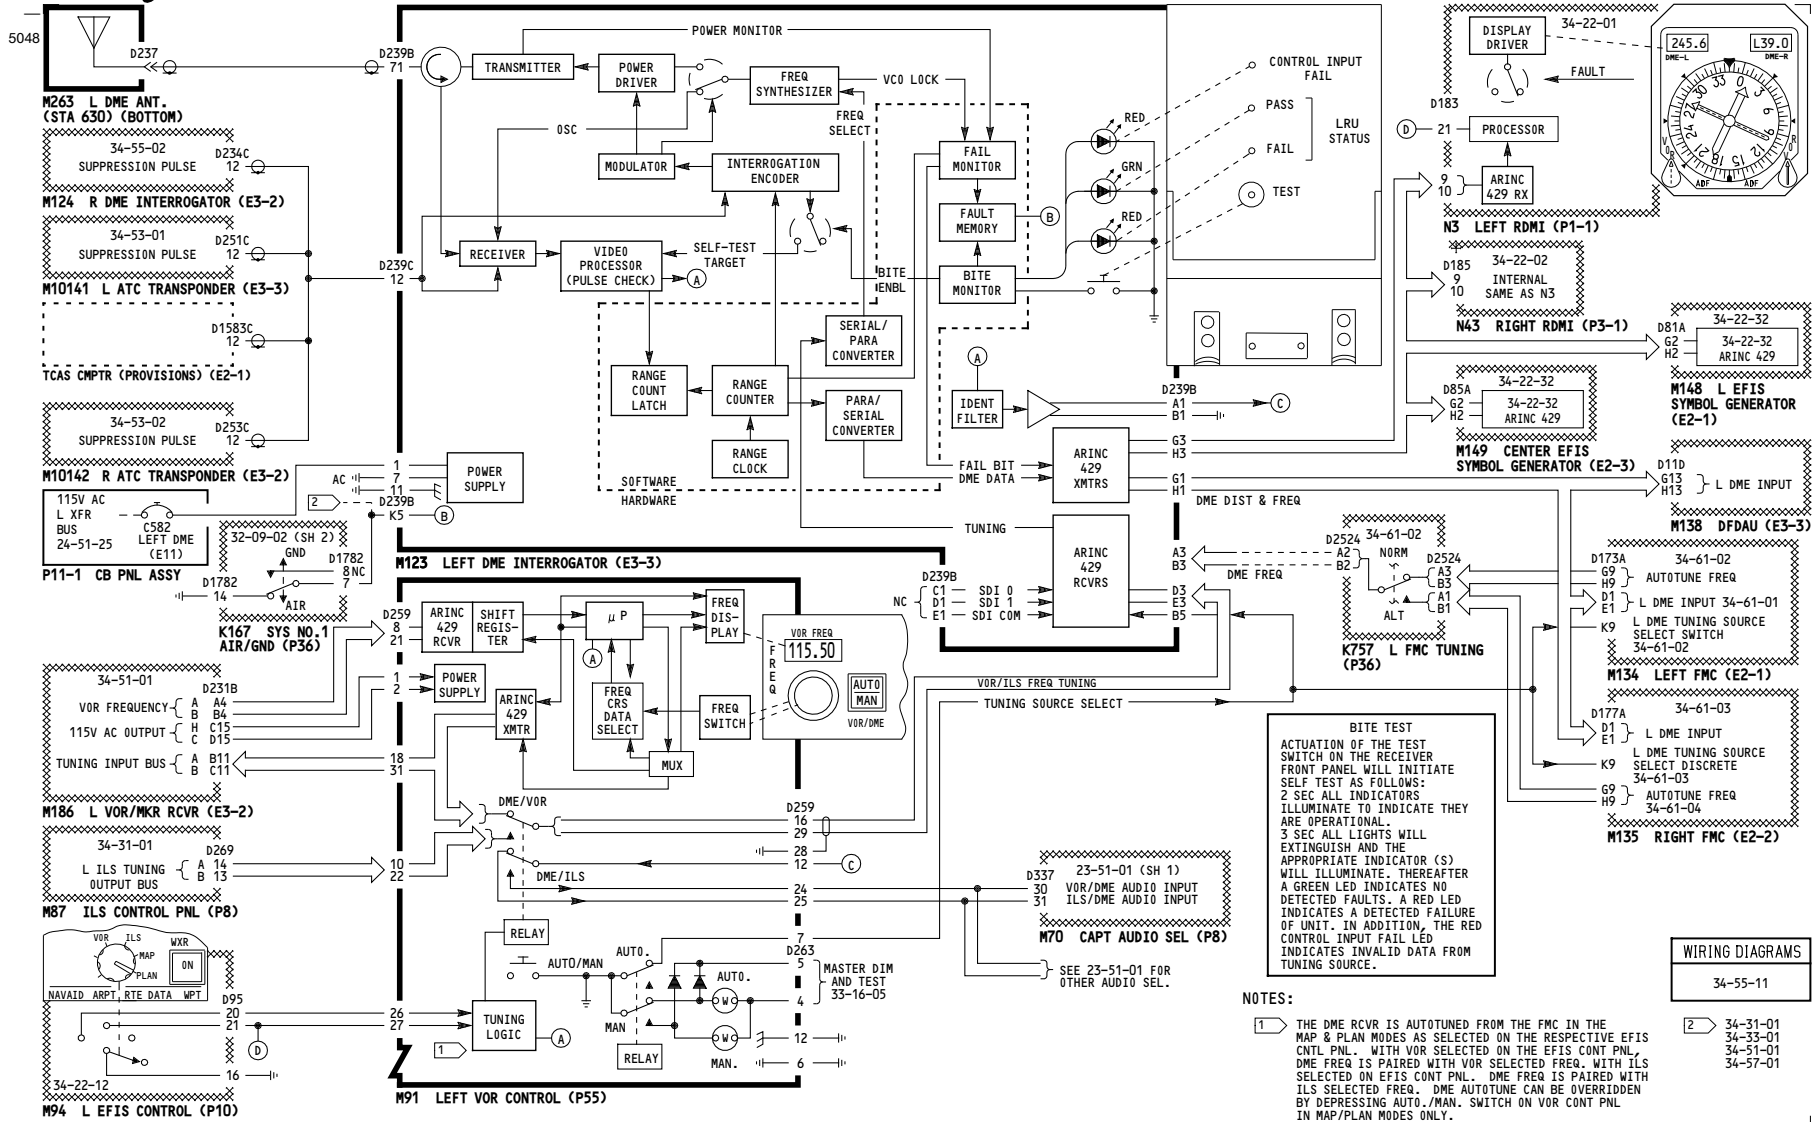 5048
D237
M263 L DME ANT.
(STA 630) (BOTTOM)
34-55-02
SUPPRESSION PULSE
D234C
12
M124 R DME INTERROGATOR (E3-2)
34-53-01
SUPPRESSION PULSE
D251C
12
M10141 L ATC TRANSPONDER (E3-3)
D1583C
12
TCAS CMPTR (PROVISIONS) (E2-1)
34-53-02
SUPPRESSION PULSE
D253C
12
M10142 R ATC TRANSPONDER (E3-2)
115V AC
L XFR
BUS
24-51-25
C582
LEFT DME
(E11)
P11-1 CB PNL ASSY
32-09-02 (SH 2)
GND
AIR
D1782
8 NC
7
D1782
14
K167 SYS NO.1
AIR/GND (P36)
D239B
71
D239C
12
1
AC 7
11
2
D239B
K5
B
POWER
SUPPLY
POWER MONITOR
TRANSMITTER
POWER
DRIVER
FREQ
SYNTHESIZER
VCO LOCK
FREQ
SELECT
OSC
MODULATOR
INTERROGATION
ENCODER
RECEIVER
VIDEO
PROCESSOR
(PULSE CHECK)
SELF-TEST
TARGET
A
BITE
ENBL
FAIL
MONITOR
FAULT
MEMORY
B
BITE
MONITOR
SERIAL/
PARA
CONVERTER
RANGE
COUNT
LATCH
RANGE
COUNTER
PARA/
SERIAL
CONVERTER
RANGE
CLOCK
SOFTWARE
HARDWARE
RED
GRN
RED
CONTROL INPUT
FAIL
PASS
LRU
STATUS
FAIL
TEST
A
IDENT
FILTER
D239B
A1
B1
C
FAIL BIT
DME DATA
ARINC
429
XMTRS
G3
H3
G1
H1
DME DIST & FREQ
TUNING
ARINC
429
RCVRS
A3
B3
D3
E3
B5
DME FREQ
D239B
NC
C1 SDI 0
D1 SDI 1
E1 SDI COM
M123 LEFT DME INTERROGATOR (E3-3)
34-22-01
DISPLAY
DRIVER
FAULT
D183
D
21
PROCESSOR
9
10
ARINC
429 RX
N3 LEFT RDMI (P1-1)
245.6
DME-L
L39.0
DME-R
0
3
6
9
12
15
18
21
24
27
30
33
VOR
VOR
ADF
ADF
34-22-02
D185
9
10
INTERNAL
SAME AS N3
N43 RIGHT RDMI (P3-1)
34-22-32
D81A
G2
H2
34-22-32
ARINC 429
M148 L EFIS
SYMBOL GENERATOR
(E2-1)
34-22-32
D85A
G2
H2
34-22-32
ARINC 429
M149 CENTER EFIS
SYMBOL GENERATOR (E2-3)
D11D
G13
H13
L DME INPUT
M138 DFDAU (E3-3)
34-61-02
NORM
ALT
D2524
A2
B2
D2524
A3
B3
A1
B1
K757 L FMC TUNING
(P36)
34-61-02
D173A
G9
H9
AUTOTUNE FREQ
D1
E1
L DME INPUT 34-61-01
K9
L DME TUNING SOURCE
SELECT SWITCH
34-61-02
M134 LEFT FMC (E2-1)
34-61-03
D177A
D1
E1
L DME INPUT
L DME TUNING SOURCE
SELECT DISCRETE
34-61-03
K9
G9
H9
AUTOTUNE FREQ
34-61-04
M135 RIGHT FMC (E2-2)
34-51-01
D231B
VOR FREQUENCY
A A4
B B4
115V AC OUTPUT
H C15
C D15
TUNING INPUT BUS
A B11
B C11
M186 L VOR/MKR RCVR (E3-2)
34-31-01
D269
L ILS TUNING
OUTPUT BUS
A 14
B 13
M87 ILS CONTROL PNL (P8)
VOR
ILS
MAP
PLAN
WXR
ON
NAVAID ARPT RTE DATA WPT
D95
20
21
D
16
34-22-12
M94 L EFIS CONTROL (P10)
D259
8
21
ARINC
429
RCVR
SHIFT
REGIS-
TER
1
2
POWER
SUPPLY
µP
A
FREQ
DIS-
PLAY
ARINC
429
XMTR
FREQ
CRS
DATA
SELECT
FREQ
SWITCH
MUX
VOR FREQ
115.50
FREQ
AUTO
MAN
VOR/DME
18
31
10
22
DME/VOR
DME/ILS
D259
16
29
28
12
C
24
25
RELAY
AUTO/MAN
AUTO.
MAN
26
27
TUNING
LOGIC
A
1
RELAY
AUTO.
W
W
MAN.
7
D263
5
4
12
6
MASTER DIM
AND TEST
33-16-05
M91 LEFT VOR CONTROL (P55)
VOR/ILS FREQ TUNING
TUNING SOURCE SELECT
23-51-01 (SH 1)
D337
30
31
VOR/DME AUDIO INPUT
ILS/DME AUDIO INPUT
M70 CAPT AUDIO SEL (P8)
SEE 23-51-01 FOR
OTHER AUDIO SEL.
BITE TEST
ACTUATION OF THE TEST
SWITCH ON THE RECEIVER
FRONT PANEL WILL INITIATE
SELF TEST AS FOLLOWS:
2 SEC ALL INDICATORS
ILLUMINATE TO INDICATE THEY
ARE OPERATIONAL.
3 SEC ALL LIGHTS WILL
EXTINGUISH AND THE
APPROPRIATE INDICATOR (S)
WILL ILLUMINATE. THEREAFTER
A GREEN LED INDICATES NO
DETECTED FAULTS. A RED LED
INDICATES A DETECTED FAILURE
OF UNIT. IN ADDITION, THE RED
CONTROL INPUT FAIL LED
INDICATES INVALID DATA FROM
TUNING SOURCE.
WIRING DIAGRAMS
34-55-11
NOTES:
1 THE DME RCVR IS AUTOTUNED FROM THE FMC IN THE
MAP & PLAN MODES AS SELECTED ON THE RESPECTIVE EFIS
CNTL PNL. WITH VOR SELECTED ON THE EFIS CONT PNL,
DME FREQ IS PAIRED WITH VOR SELECTED FREQ. WITH ILS
SELECTED ON EFIS CONT PNL. DME FREQ IS PAIRED WITH
ILS SELECTED FREQ. DME AUTOTUNE CAN BE OVERRIDDEN
BY DEPRESSING AUTO./MAN. SWITCH ON VOR CONT PNL
IN MAP/PLAN MODES ONLY.
2 34-31-01
34-33-01
34-51-01
34-57-01